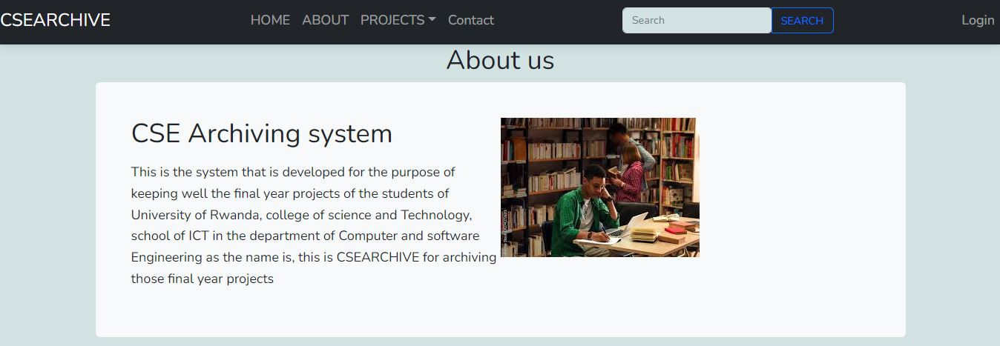 CSEARCHIVE HOME ABOUT PROJECTS Contact Search SEARCH Login
About us
CSE Archiving system
This is the system that is developed for the purpose of
keeping well the final year projects of the students of
University of Rwanda, college of science and Technology,
school of ICT in the department of Computer and software
Engineering as the name is, this is CSEARCHIVE for archiving
those final year projects